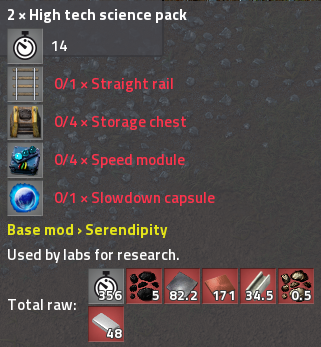 2 × High tech science pack
14
0/1 × Straight rail
0/4 × Storage chest
0/4 × Speed module
0/1 × Slowdown capsule
Base mod › Serendipity
Used by labs for research.
Total raw: 356 5 82.2 171 34.5 0.5
48